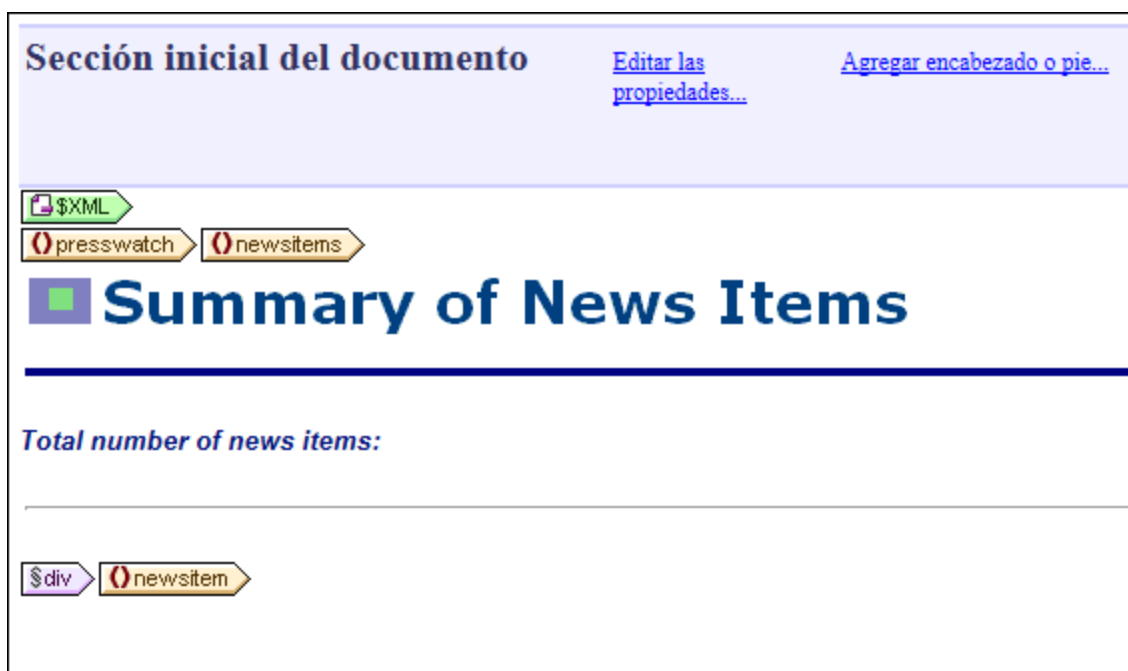 Sección inicial del documento
Editar las
propiedades...
Agregar encabezado o pie...
$XML
()presswatch ()newsitems
Summary of News Items
Total number of news items:
§div ()newsitem